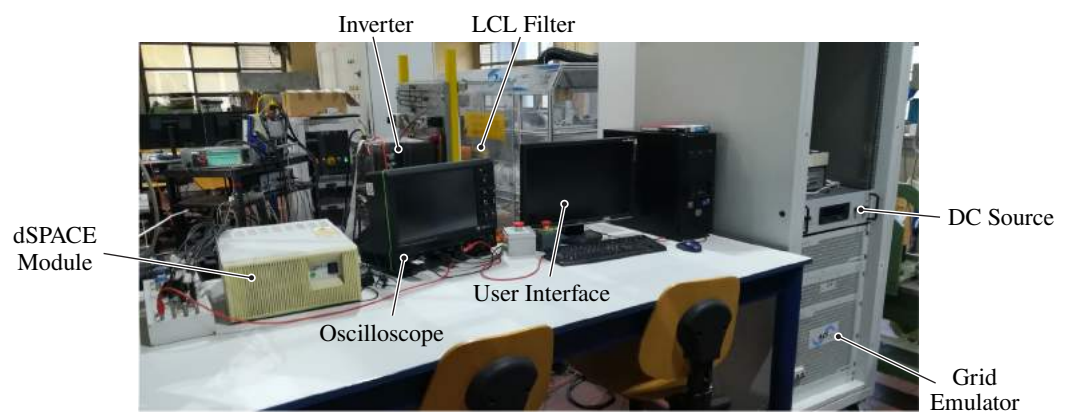 Inverter
LCL Filter
dSPACE
Module
DC Source
User Interface
Oscilloscope
Grid
Emulator